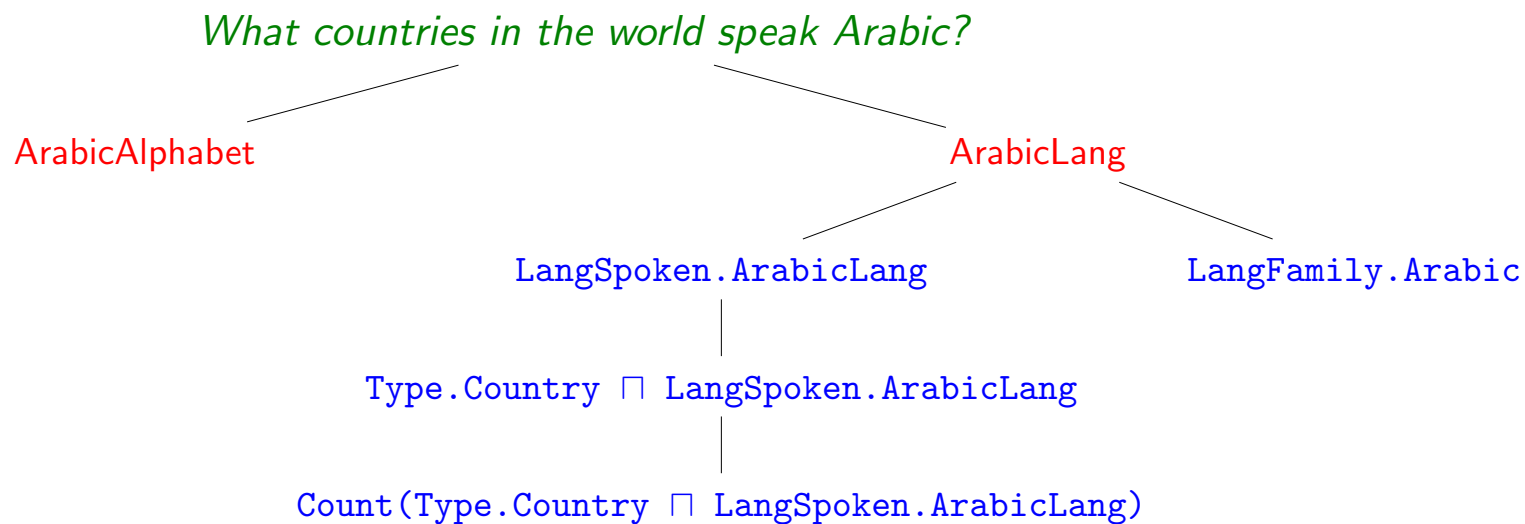 What countries in the world speak Arabic?
ArabicAlphabet
ArabicLang
LangSpoken.ArabicLang
LangFamily.Arabic
Type.Country ⊓ LangSpoken.ArabicLang
Count(Type.Country ⊓ LangSpoken.ArabicLang)